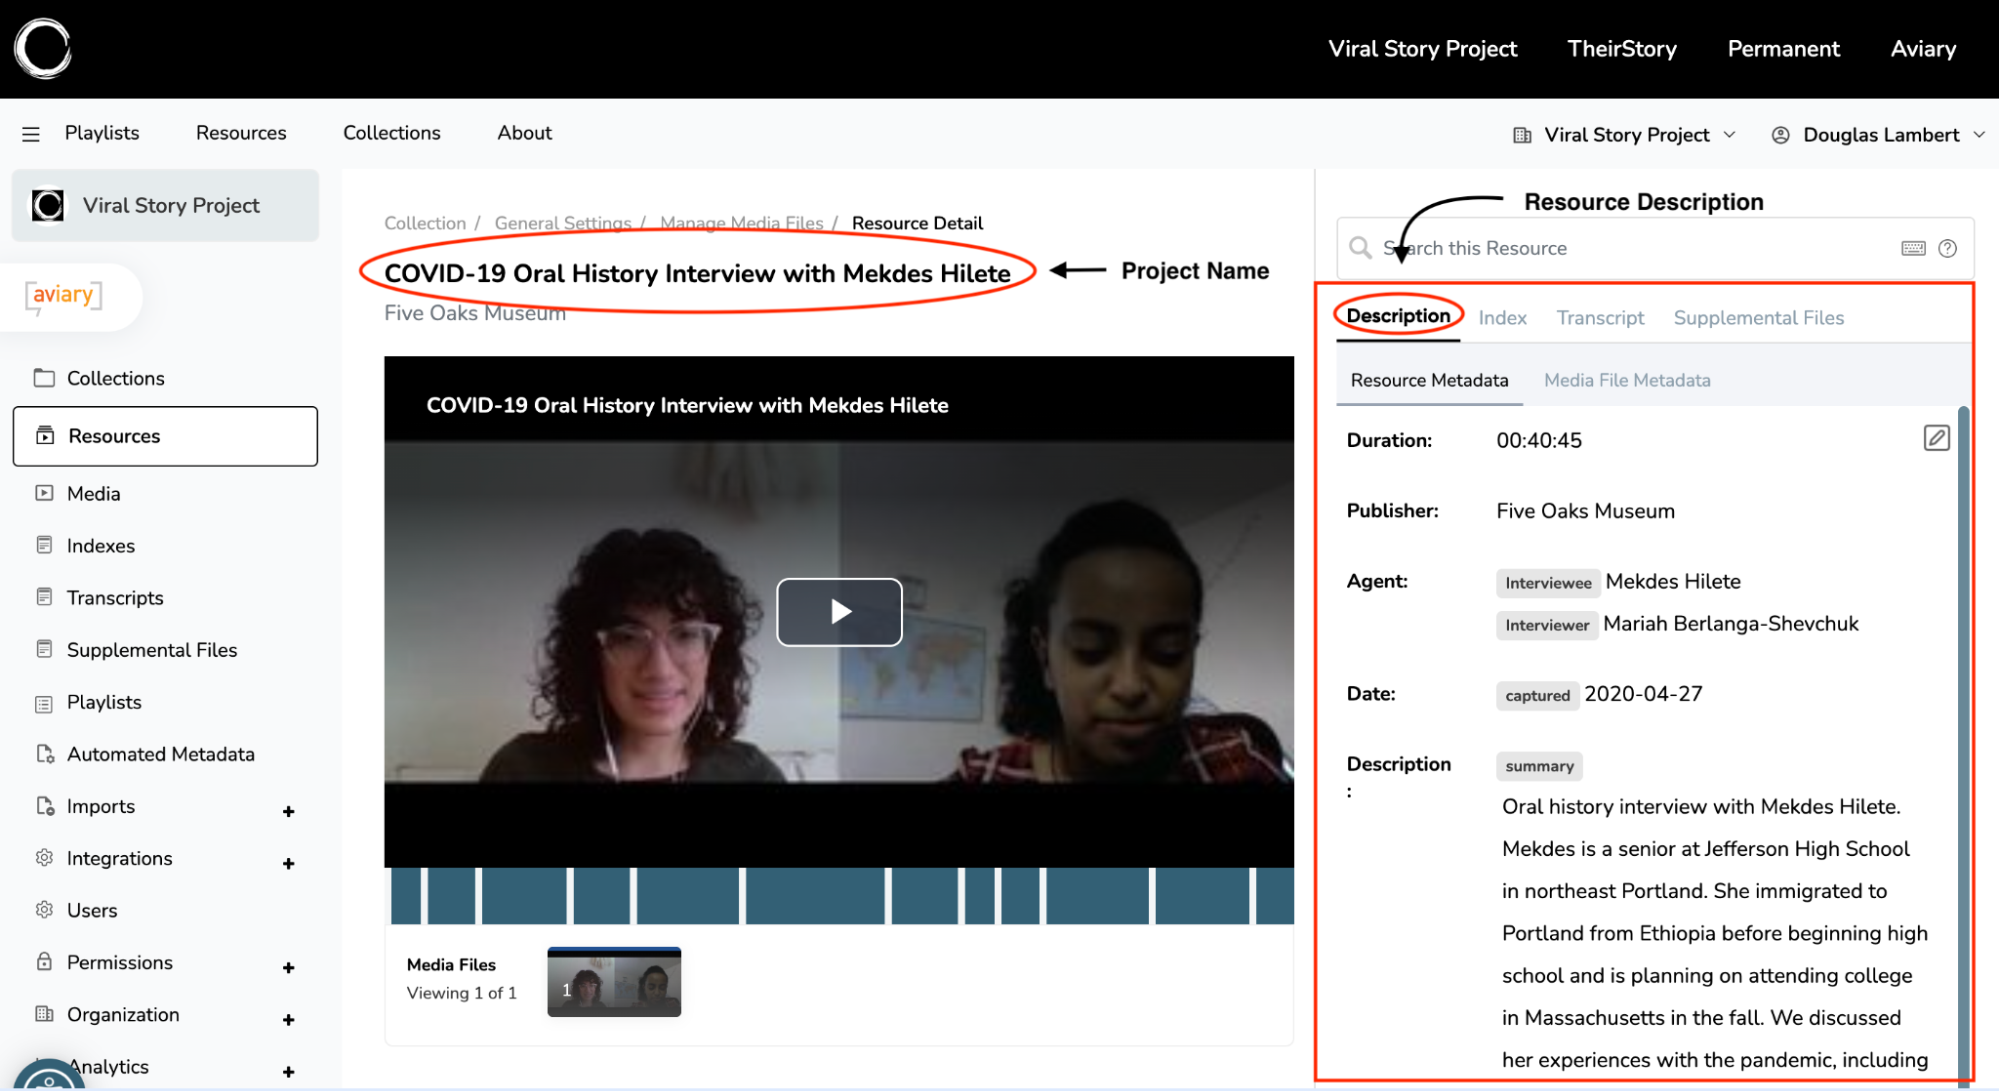 Viral Story Project TheirStory Permanent Aviary
Playlists Resources Collections About
Viral Story Project Douglas Lambert
Viral Story Project
[aviary]
Collections
Resources
Media
Indexes
Transcripts
Supplemental Files
Playlists
Automated Metadata
Imports +
Integrations +
Users
Permissions +
Organization +
Analytics +
Collection / General Settings / Manage Media Files / Resource Detail
COVID-19 Oral History Interview with Mekdes Hilete
Project Name
Five Oaks Museum
COVID-19 Oral History Interview with Mekdes Hilete
Media Files
Viewing 1 of 1
1
Resource Description
Search this Resource
Description Index Transcript Supplemental Files
Resource Metadata Media File Metadata
Duration: 00:40:45
Publisher: Five Oaks Museum
Agent: Interviewee Mekdes Hilete
Interviewer Mariah Berlanga-Shevchuk
Date: captured 2020-04-27
Description summary
:
Oral history interview with Mekdes Hilete.
Mekdes is a senior at Jefferson High School
in northeast Portland. She immigrated to
Portland from Ethiopia before beginning high
school and is planning on attending college
in Massachusetts in the fall. We discussed
her experiences with the pandemic, including